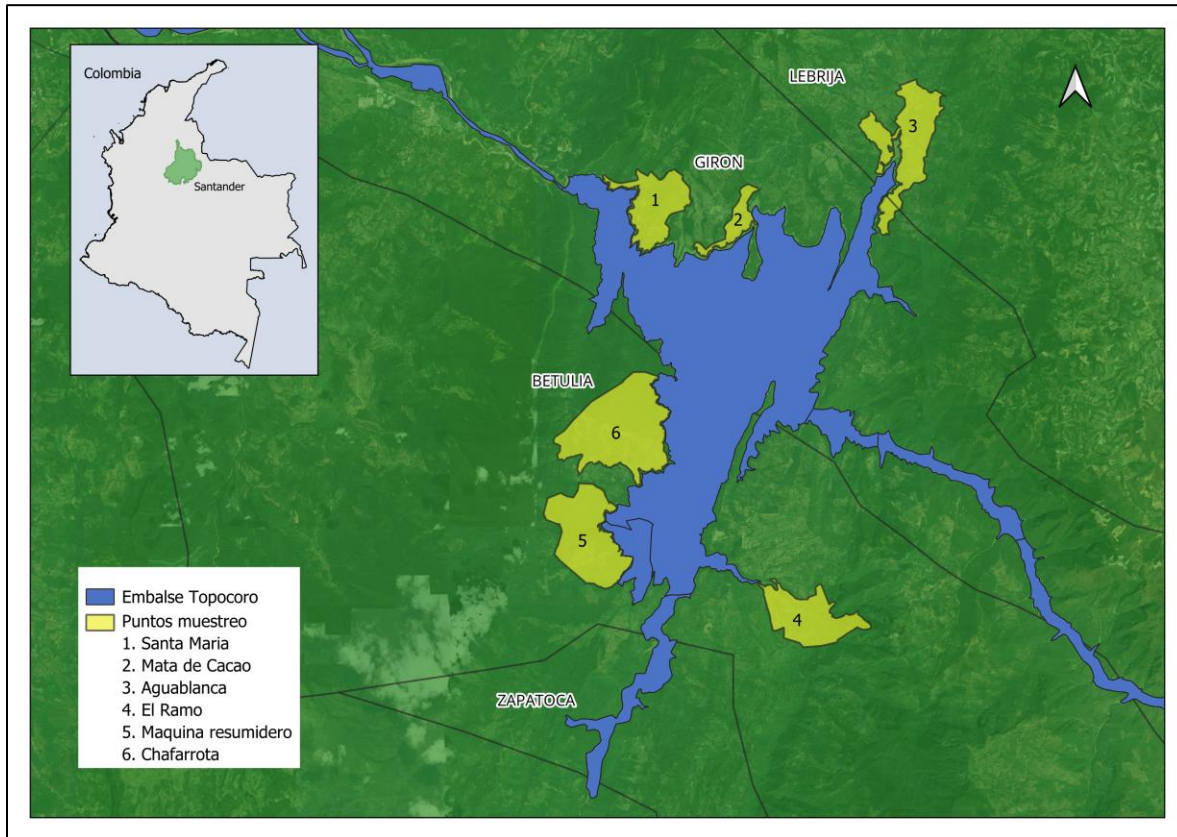 Colombia
Santander
LEBRIJA
3
GIRON
1
2
BETULIA
6
5
4
ZAPATOCA
Embalse Topocoro
Puntos muestreo
1. Santa Maria
2. Mata de Cacao
3. Aguablanca
4. El Ramo
5. Maquina resumidero
6. Chafarrota